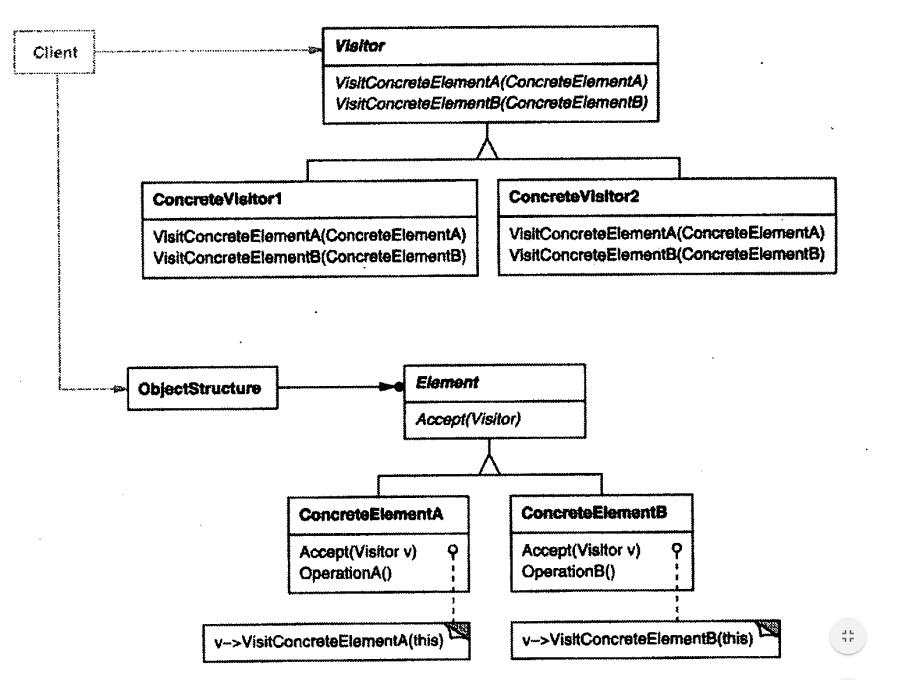 Client
Visitor
VisitConcreteElementA(ConcreteElementA)
VisitConcreteElementB(ConcreteElementB)
ConcreteVisitor1
VisitConcreteElementA(ConcreteElementA)
VisitConcreteElementB(ConcreteElementB)
ConcreteVisitor2
VisitConcreteElementA(ConcreteElementA)
VisitConcreteElementB(ConcreteElementB)
ObjectStructure
Element
Accept(Visitor)
ConcreteElementA
Accept(Visitor v)
OperationA()
ConcreteElementB
Accept(Visitor v)
OperationB()
v–>VisitConcreteElementA(this)
v–>VisitConcreteElementB(this)